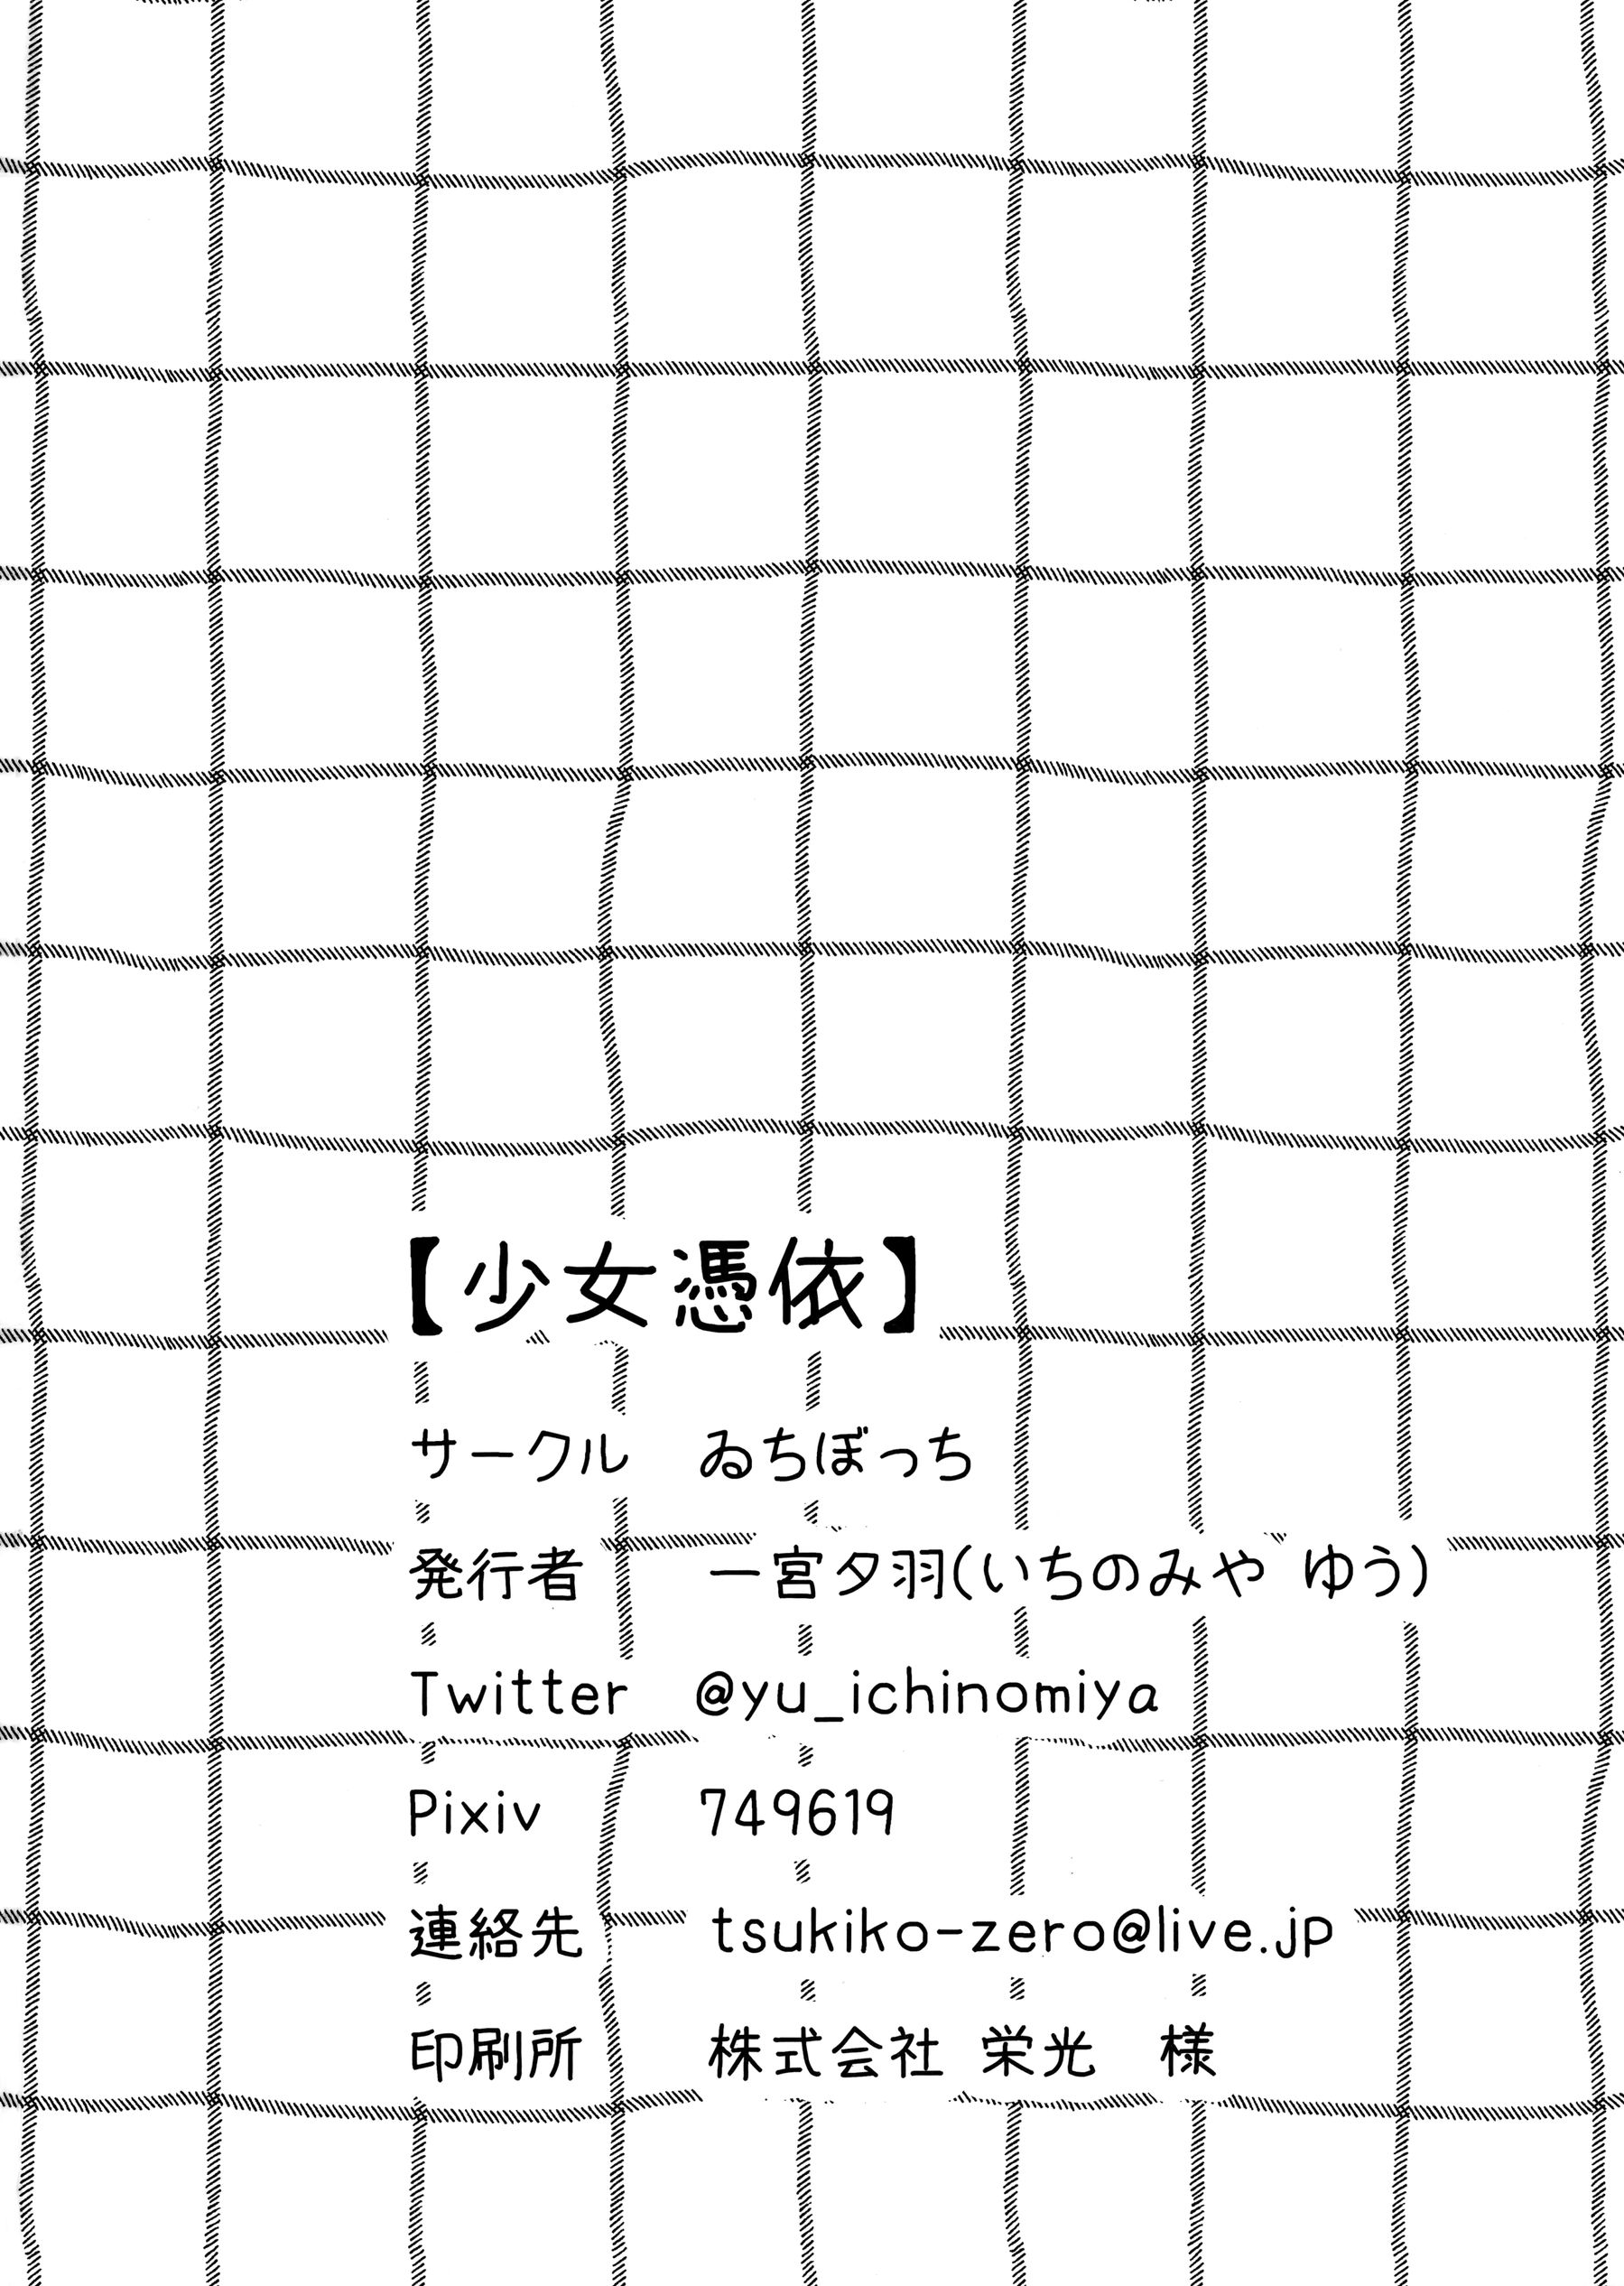 【少女憑依】
サークル ゐちぼっち
発行者 一宮夕羽(いちのみや ゆう)
Twitter @yu_ichinomiya
Pixiv 749619
連絡先 tsukiko-zero@live.jp
印刷所 株式会社 栄光 様